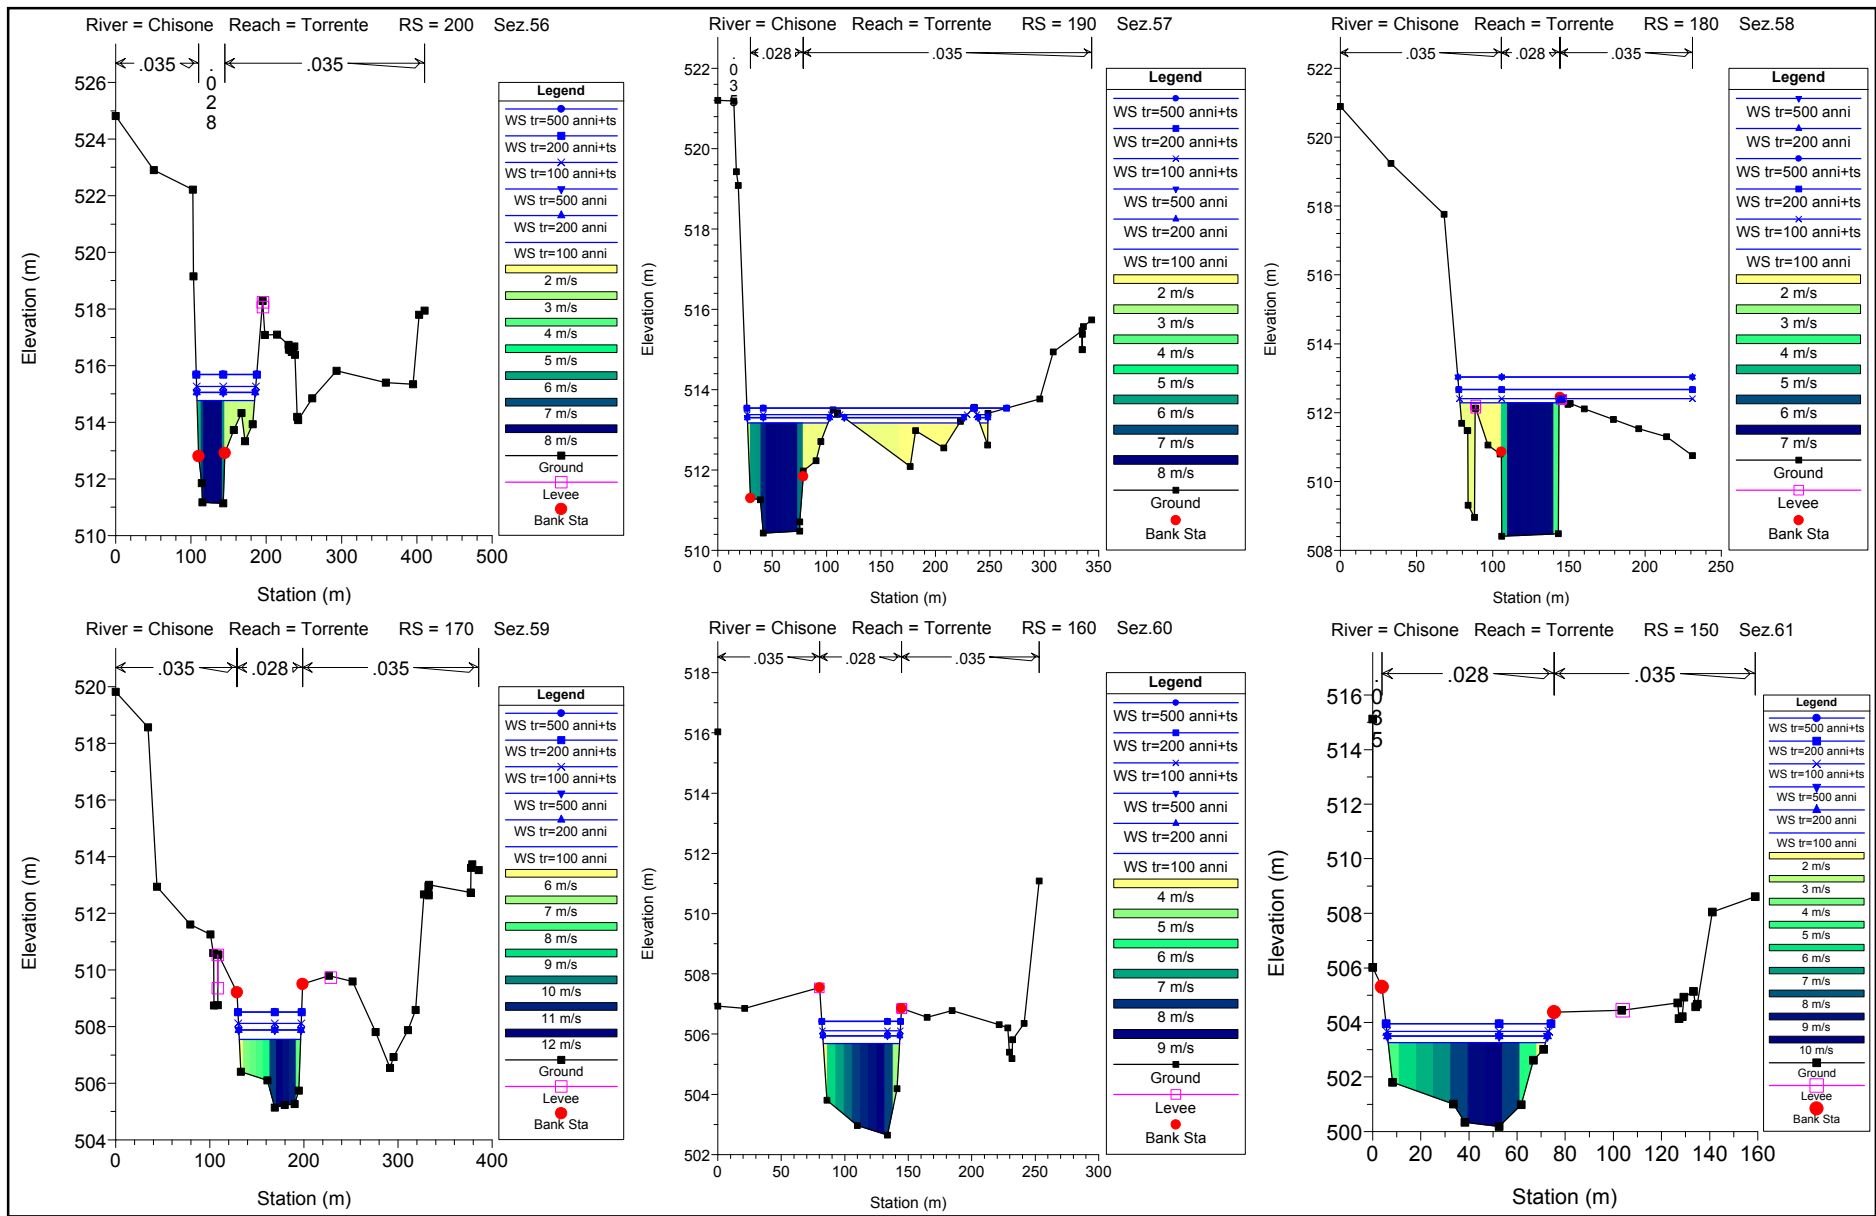 River = Chisone Reach = Torrente RS = 200 Sez.56
.035
.028
.035
Elevation (m)
526
524
522
520
518
516
514
512
510
0 100 200 300 400 500
Station (m)
Legend
WS tr=500 anni+ts
WS tr=200 anni+ts
WS tr=100 anni+ts
WS tr=500 anni
WS tr=200 anni
WS tr=100 anni
2 m/s
3 m/s
4 m/s
5 m/s
6 m/s
7 m/s
8 m/s
Ground
Levee
Bank Sta
River = Chisone Reach = Torrente RS = 190 Sez.57
.035
.028
.035
Elevation (m)
522
520
518
516
514
512
510
0 50 100 150 200 250 300 350
Station (m)
Legend
WS tr=500 anni+ts
WS tr=200 anni+ts
WS tr=100 anni+ts
WS tr=500 anni
WS tr=200 anni
WS tr=100 anni
2 m/s
3 m/s
4 m/s
5 m/s
6 m/s
7 m/s
8 m/s
Ground
Bank Sta
River = Chisone Reach = Torrente RS = 180 Sez.58
.035
.028
.035
Elevation (m)
522
520
518
516
514
512
510
508
0 50 100 150 200 250
Station (m)
Legend
WS tr=500 anni
WS tr=200 anni
WS tr=500 anni+ts
WS tr=200 anni+ts
WS tr=100 anni+ts
WS tr=100 anni
2 m/s
3 m/s
4 m/s
5 m/s
6 m/s
7 m/s
Ground
Levee
Bank Sta
River = Chisone Reach = Torrente RS = 170 Sez.59
.035
.028
.035
Elevation (m)
520
518
516
514
512
510
508
506
504
0 100 200 300 400
Station (m)
Legend
WS tr=500 anni+ts
WS tr=200 anni+ts
WS tr=100 anni+ts
WS tr=500 anni
WS tr=200 anni
WS tr=100 anni
6 m/s
7 m/s
8 m/s
9 m/s
10 m/s
11 m/s
12 m/s
Ground
Levee
Bank Sta
River = Chisone Reach = Torrente RS = 160 Sez.60
.035
.028
.035
Elevation (m)
518
516
514
512
510
508
506
504
502
0 50 100 150 200 250 300
Station (m)
Legend
WS tr=500 anni+ts
WS tr=200 anni+ts
WS tr=100 anni+ts
WS tr=500 anni
WS tr=200 anni
WS tr=100 anni
4 m/s
5 m/s
6 m/s
7 m/s
8 m/s
9 m/s
Ground
Levee
Bank Sta
River = Chisone Reach = Torrente RS = 150 Sez.61
.035
.028
.035
Elevation (m)
516
514
512
510
508
506
504
502
500
0 20 40 60 80 100 120 140 160
Station (m)
Legend
WS tr=500 anni+ts
WS tr=200 anni+ts
WS tr=100 anni+ts
WS tr=500 anni
WS tr=200 anni
WS tr=100 anni
2 m/s
3 m/s
4 m/s
5 m/s
6 m/s
7 m/s
8 m/s
9 m/s
10 m/s
Ground
Levee
Bank Sta